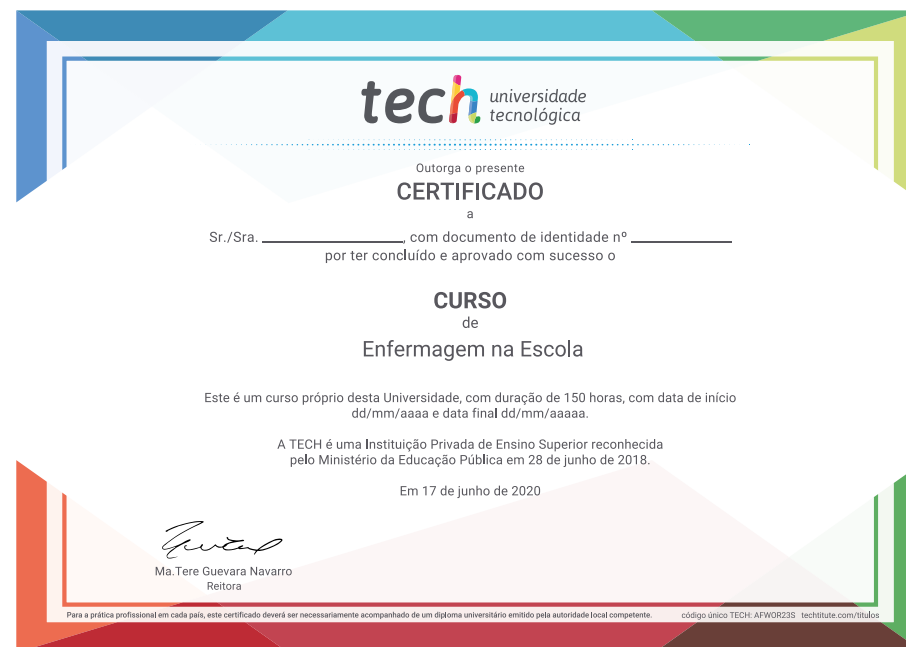 tech universidade
tecnológica
Outorga o presente
CERTIFICADO
a
Sr./Sra. ____________________, com documento de identidade nº ______________
por ter concluído e aprovado com sucesso o
CURSO
de
Enfermagem na Escola
Este é um curso próprio desta Universidade, com duração de 150 horas, com data de início
dd/mm/aaaa e data final dd/mm/aaaaa.
A TECH é uma Instituição Privada de Ensino Superior reconhecida
pelo Ministério da Educação Pública em 28 de junho de 2018.
Em 17 de junho de 2020
Ma.Tere Guevara Navarro
Reitora
Para a prática profissional em cada país, este certificado deverá ser necessariamente acompanhado de um diploma universitário emitido pela autoridade local competente. código único TECH: AFWOR23S techtitute.com/titulos